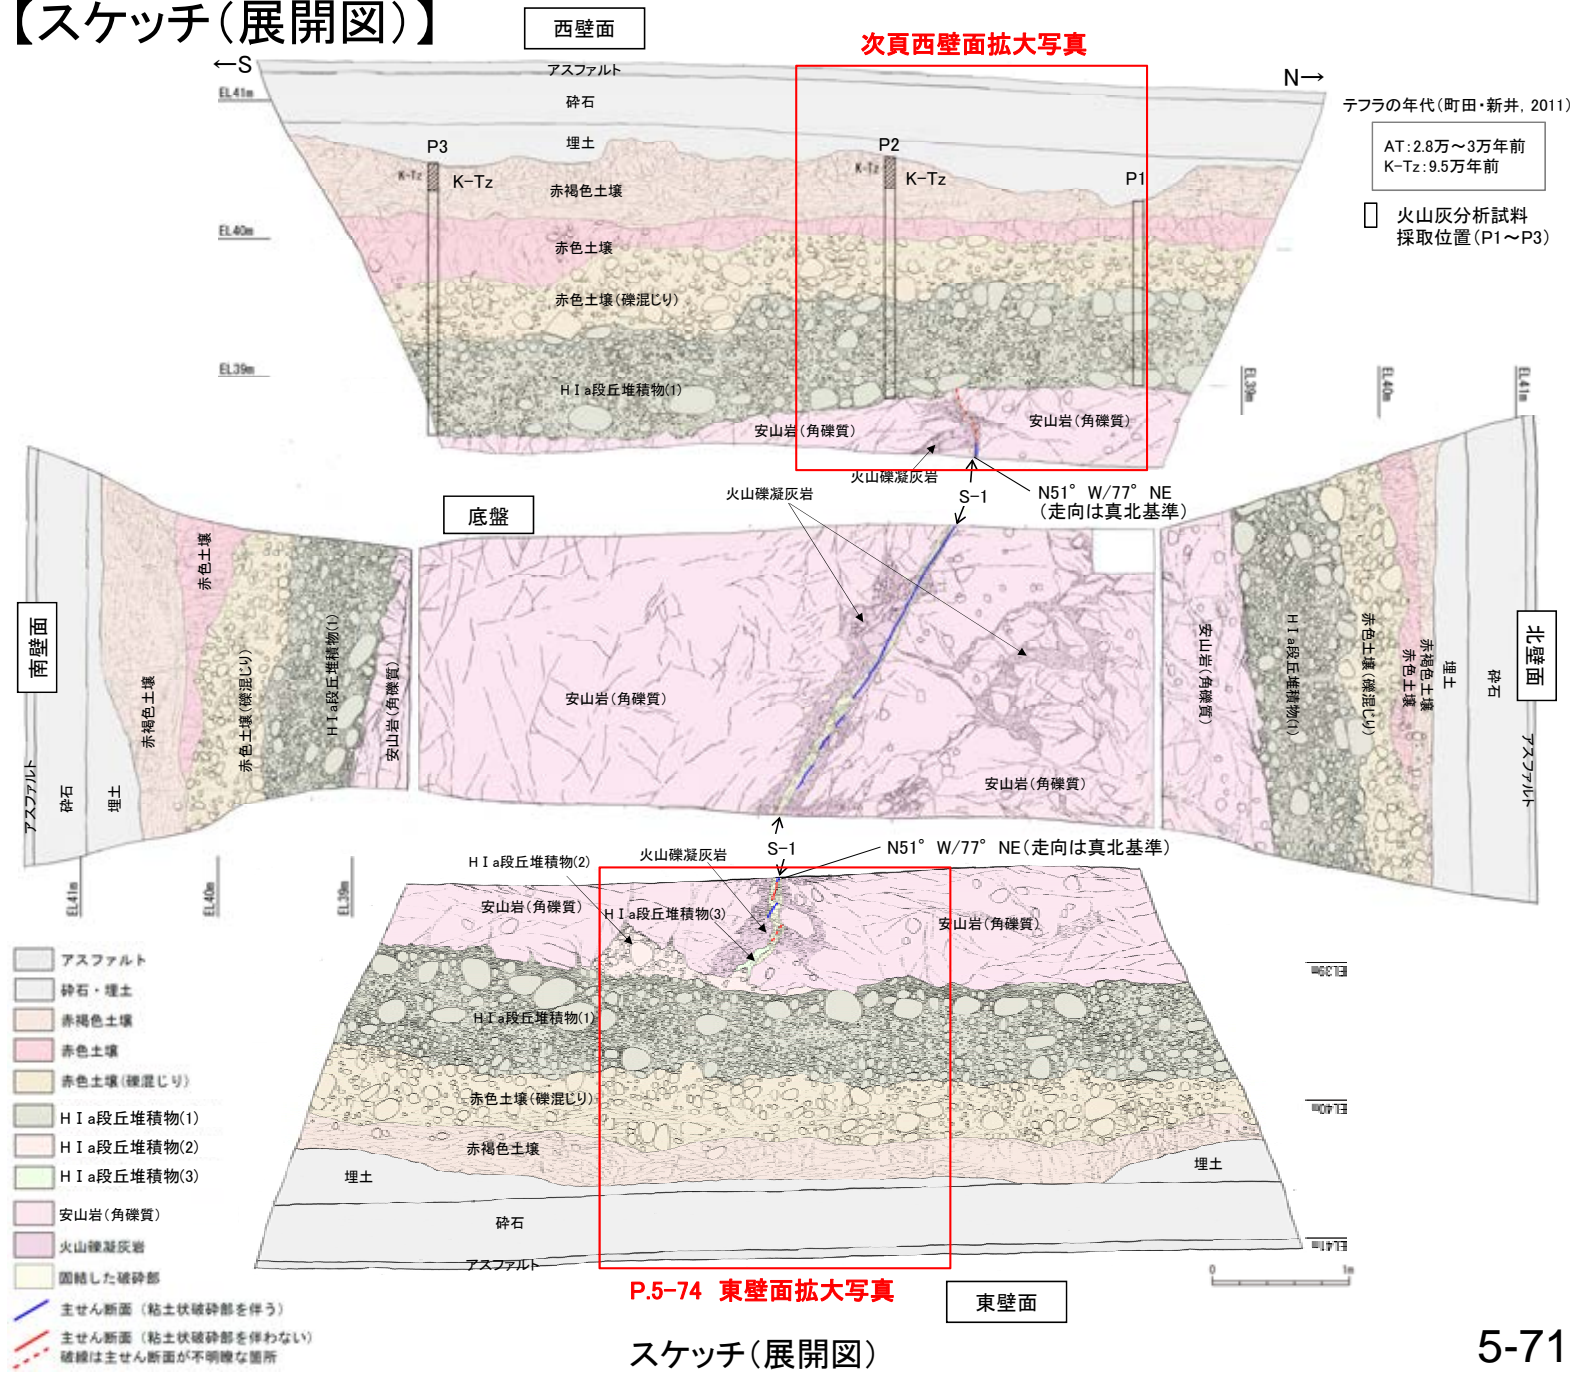 【スケッチ(展開図)】
西壁面
次頁西壁面拡大写真
←S
N→
アスファルト
EL41m
砕石
テフラの年代(町田・新井, 2011)
AT:2.8万～3万年前
K-Tz:9.5万年前
埋土
P3
P2
P1
K-Tz
K-Tz
K-Tz
K-Tz
赤褐色土壌
火山灰分析試料
採取位置(P1～P3)
EL40m
赤色土壌
赤色土壌(礫混じり)
EL39m
HⅠa段丘堆積物(1)
安山岩(角礫質)
安山岩(角礫質)
火山礫凝灰岩
EL39m
EL40m
EL41m
火山礫凝灰岩
S-1
N51°W/77°NE
(走向は真北基準)
底盤
南壁面
アスファルト
砕石
埋土
赤褐色土壌
赤色土壌
赤色土壌(礫混じり)
HⅠa段丘堆積物(1)
安山岩(角礫質)
安山岩(角礫質)
安山岩(角礫質)
安山岩(角礫質)
HⅠa段丘堆積物(1)
赤色土壌(礫混じり)
赤色土壌
赤褐色土壌
埋土
砕石
アスファルト
北壁面
EL41m
EL40m
EL39m
S-1
N51°W/77°NE(走向は真北基準)
HⅠa段丘堆積物(2)
火山礫凝灰岩
安山岩(角礫質)
HⅠa段丘堆積物(3)
安山岩(角礫質)
EL39m
HⅠa段丘堆積物(1)
赤色土壌(礫混じり)
EL40m
赤褐色土壌
埋土
埋土
砕石
EL41m
アスファルト
アスファルト
砕石・埋土
赤褐色土壌
赤色土壌
赤色土壌(礫混じり)
HⅠa段丘堆積物(1)
HⅠa段丘堆積物(2)
HⅠa段丘堆積物(3)
安山岩(角礫質)
火山礫凝灰岩
固結した破砕部
主せん断面(粘土状破砕部を伴う)
主せん断面(粘土状破砕部を伴わない)
破線は主せん断面が不明瞭な箇所
0 1m
P.5-74 東壁面拡大写真
東壁面
スケッチ(展開図)
5-71